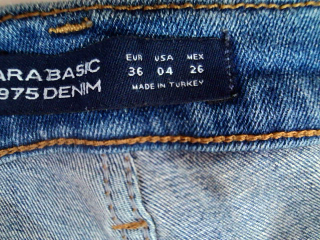 ARA BASIC
975 DENIM
EUR USA MEX
36 04 26
MADE IN TURKEY